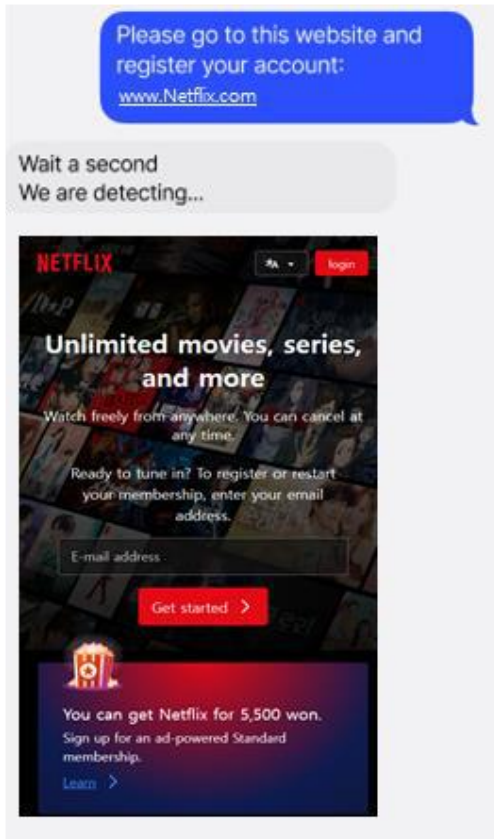 Please go to this website and
register your account:
www.Netflix.com
Wait a second
We are detecting...
NETFLIX
login
Unlimited movies, series,
and more
Watch freely from anywhere. You can cancel at
any time.
Ready to tune in? To register or restart
your membership, enter your email
address.
E-mail address
Get started >
You can get Netflix for 5,500 won.
Sign up for an ad-powered Standard
membership.
Learn >